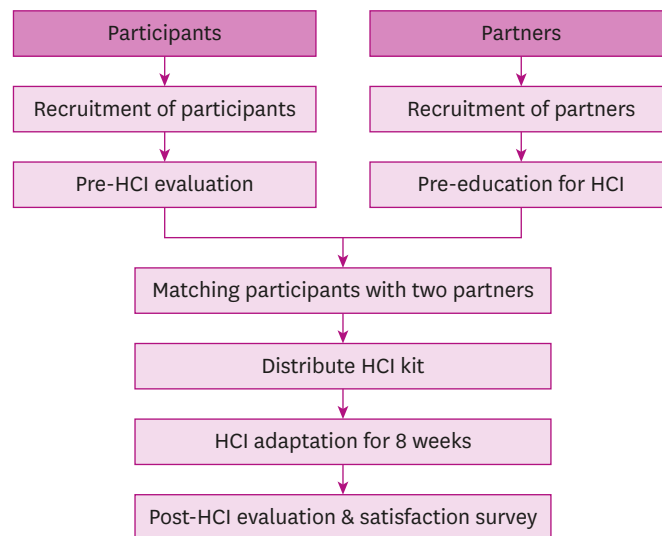 Participants
Partners
Recruitment of participants
Recruitment of partners
Pre-HCI evaluation
Pre-education for HCI
Matching participants with two partners
Distribute HCI kit
HCI adaptation for 8 weeks
Post-HCI evaluation & satisfaction survey